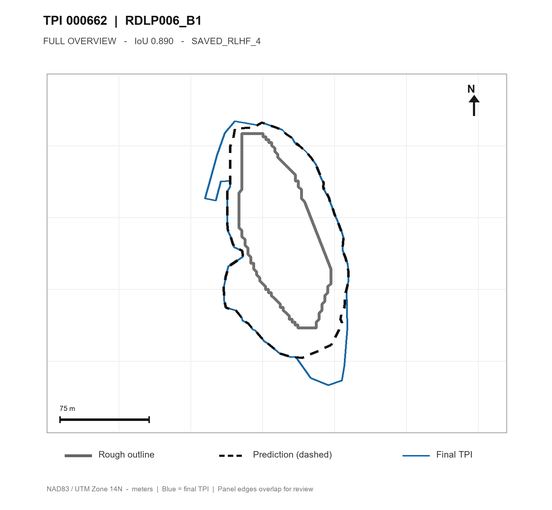 TPI 000662 | RDLP006_B1
FULL OVERVIEW - IoU 0.890 - SAVED_RLHF_4
N
75 m
Rough outline Prediction (dashed) Final TPI
NAD83 / UTM Zone 14N - meters | Blue = final TPI | Panel edges overlap for review